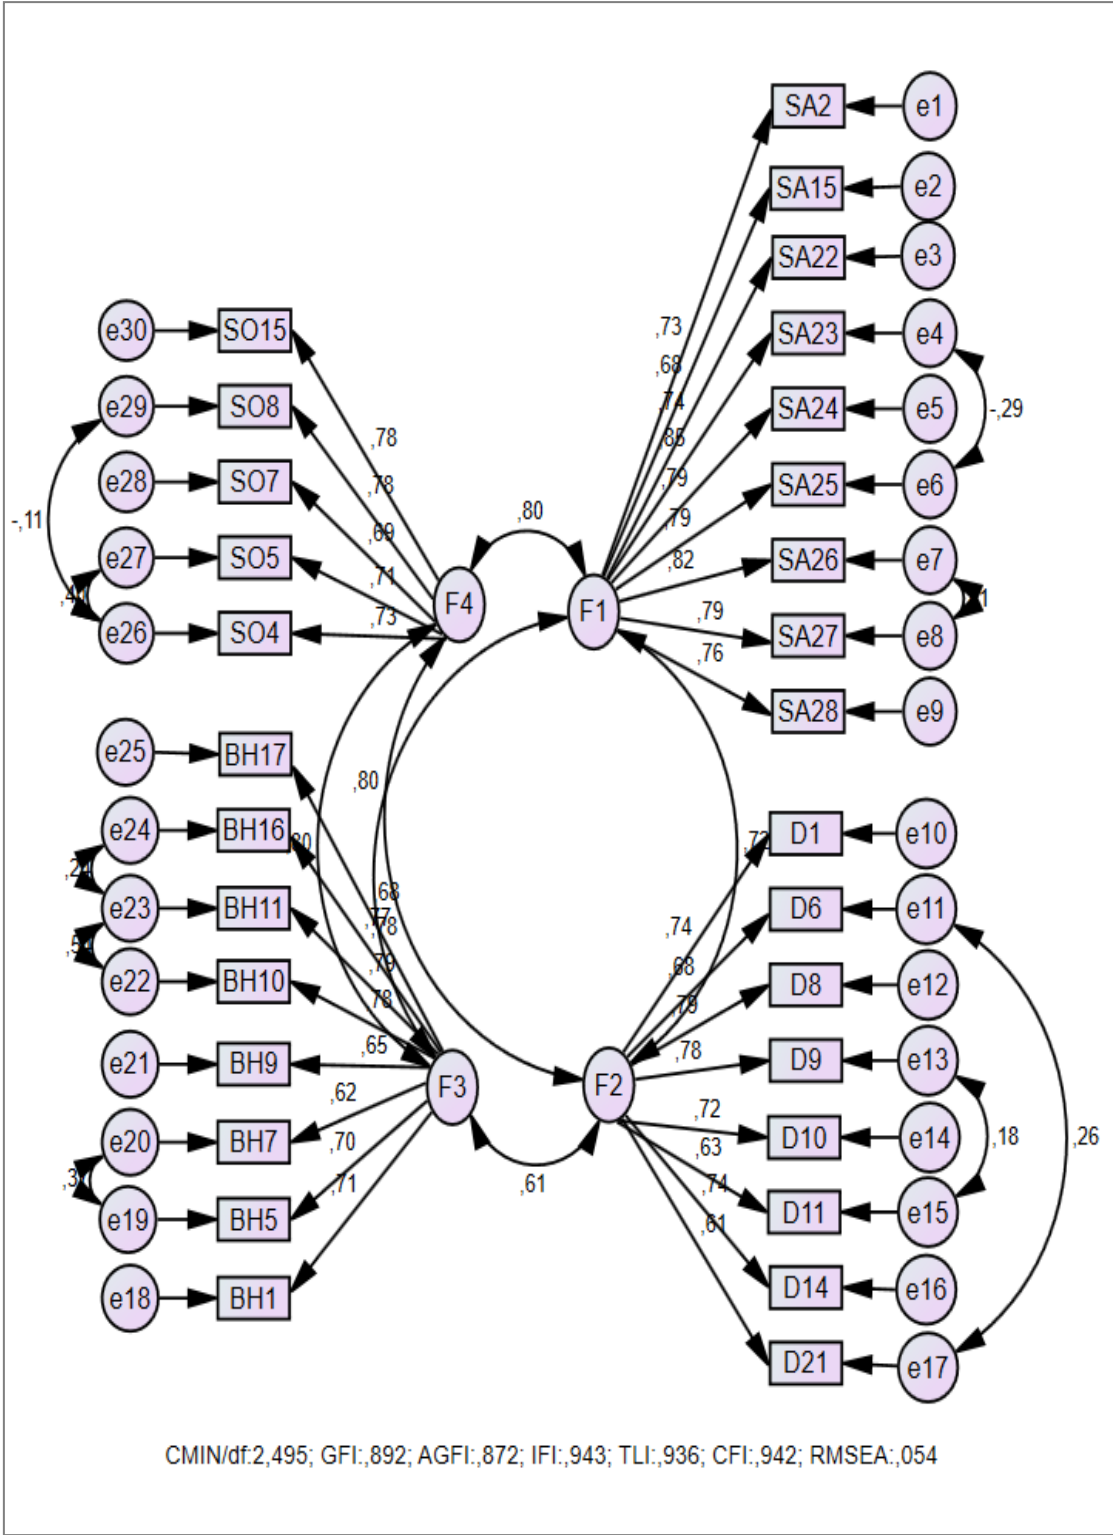 SA2 e1
SA15 e2
SA22 e3
e30 SO15 ,73 SA23 e4
,68
e29 SO8 ,74 SA24 e5 -,29
,78 ,85
e28 SO7 ,78 ,79 SA25 e6
-,11 ,69 ,80 ,79
e27 SO5 ,71 ,82 SA26 e7
,73 F4 F1 ,79
e26 SO4 SA27 e8
,76
SA28 e9
e25 BH17 ,80
e24 BH16 D1 e10
e23 BH11 ,68 D6 e11
,78 ,74
e22 BH10 ,79 ,68 D8 e12
,78 ,79
e21 BH9 ,65 ,78 D9 e13
,62 F3 F2 ,72
e20 BH7 ,70 ,63 D10 e14 ,18 ,26
,71 ,61 ,74
e19 BH5 ,61 D11 e15
e18 BH1 D14 e16
D21 e17
CMIN/df:2,495; GFI:,892; AGFI:,872; IFI:,943; TLI:,936; CFI:,942; RMSEA:,054